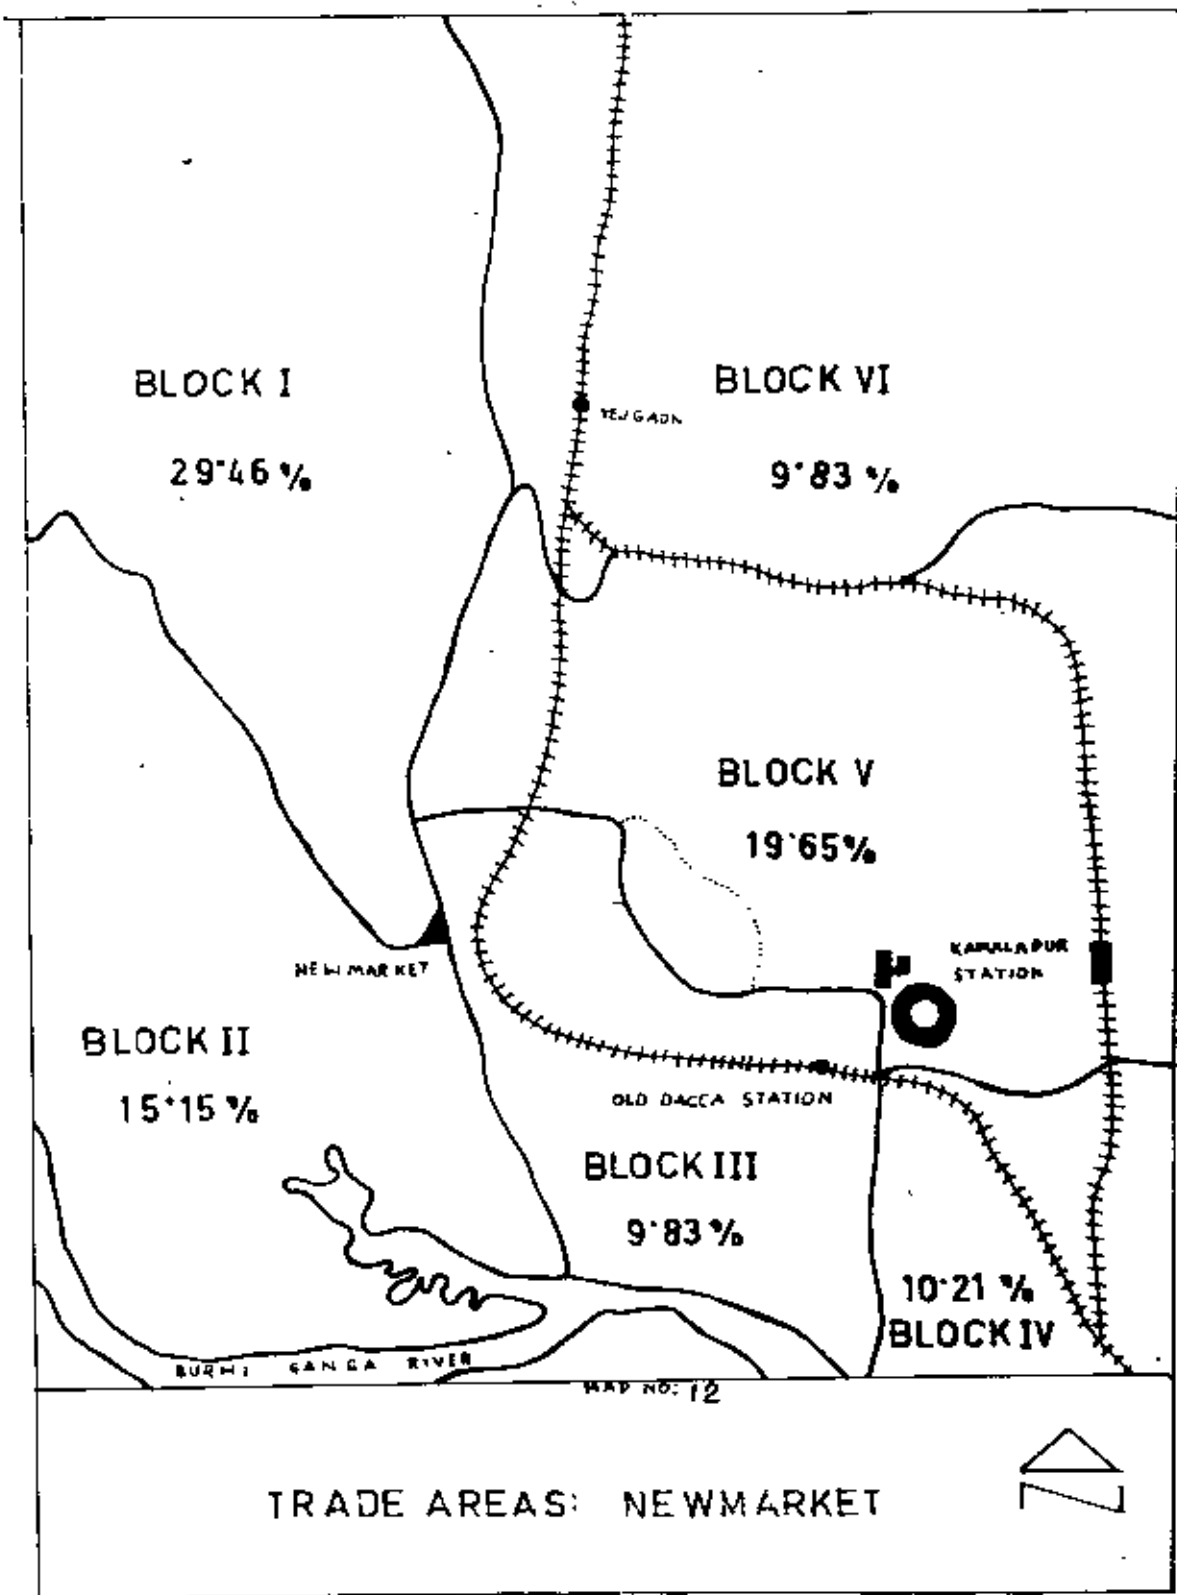 BLOCK I
29·46 %
BLOCK VI
9·83 %
TEJGAON
BLOCK V
19·65%
KAMALAPUR
STATION
NEW MARKET
BLOCK II
15·15 %
OLD DACCA STATION
BLOCK III
9·83 %
10·21 %
BLOCK IV
BURHI GANGA RIVER
MAP NO: 12
TRADE AREAS: NEWMARKET
N